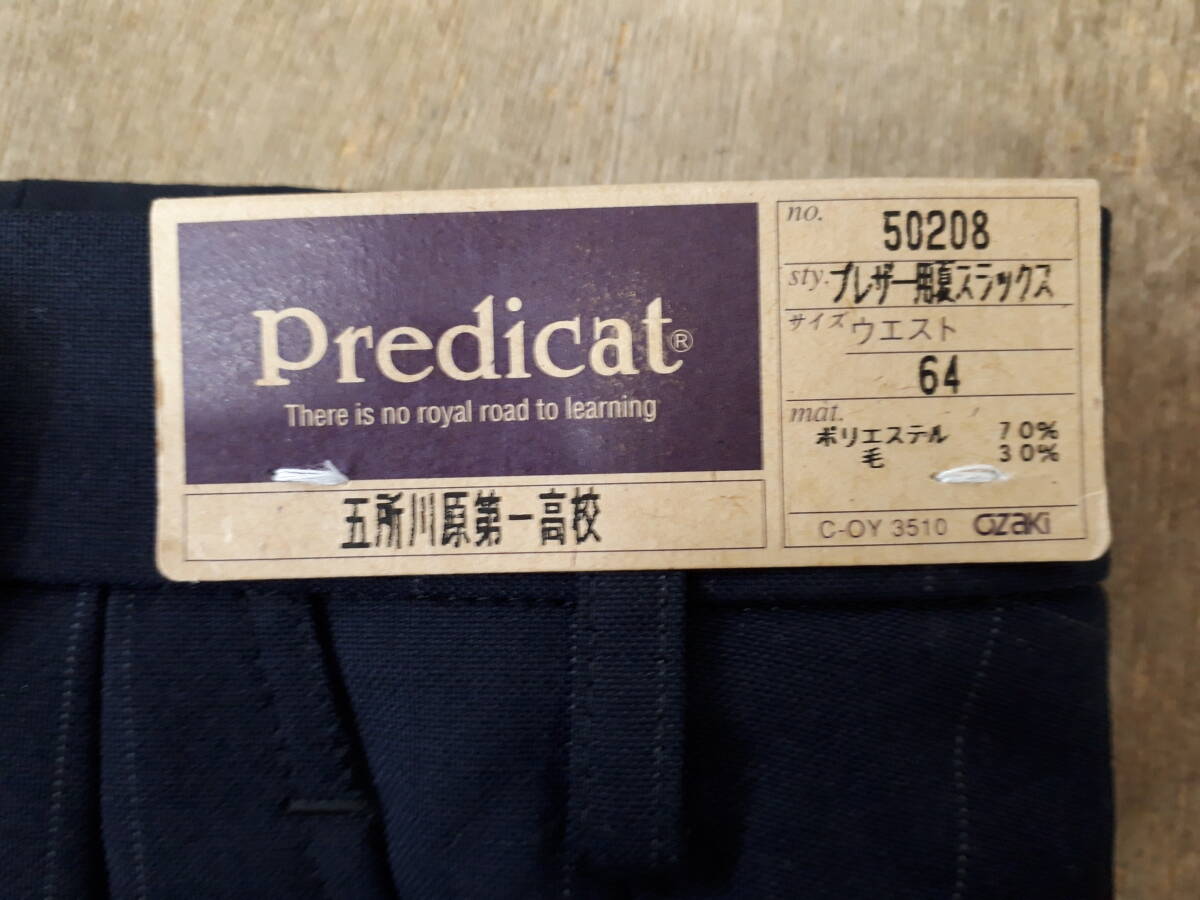 Predicat®
There is no royal road to learning
五所川原第一高校
no.
50208
sty. ブレザー用夏スラックス
サイズ ウエスト
64
mat.
ポリエステル 70%
毛 30%
C-OY 3510 OZAKI